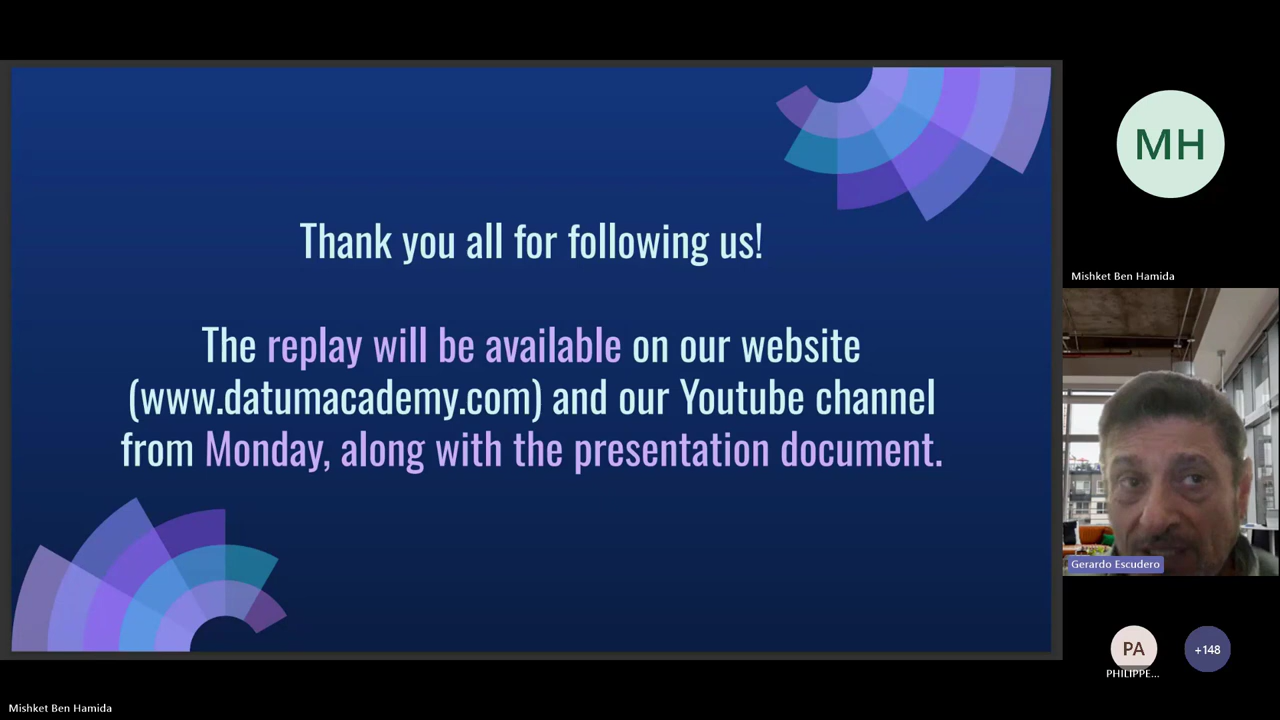 Thank you all for following us!
The replay will be available on our website
(www.datumacademy.com) and our Youtube channel
from Monday, along with the presentation document.
MH
Mishket Ben Hamida
Gerardo Escudero
PA
+148
PHILIPPE...
Mishket Ben Hamida